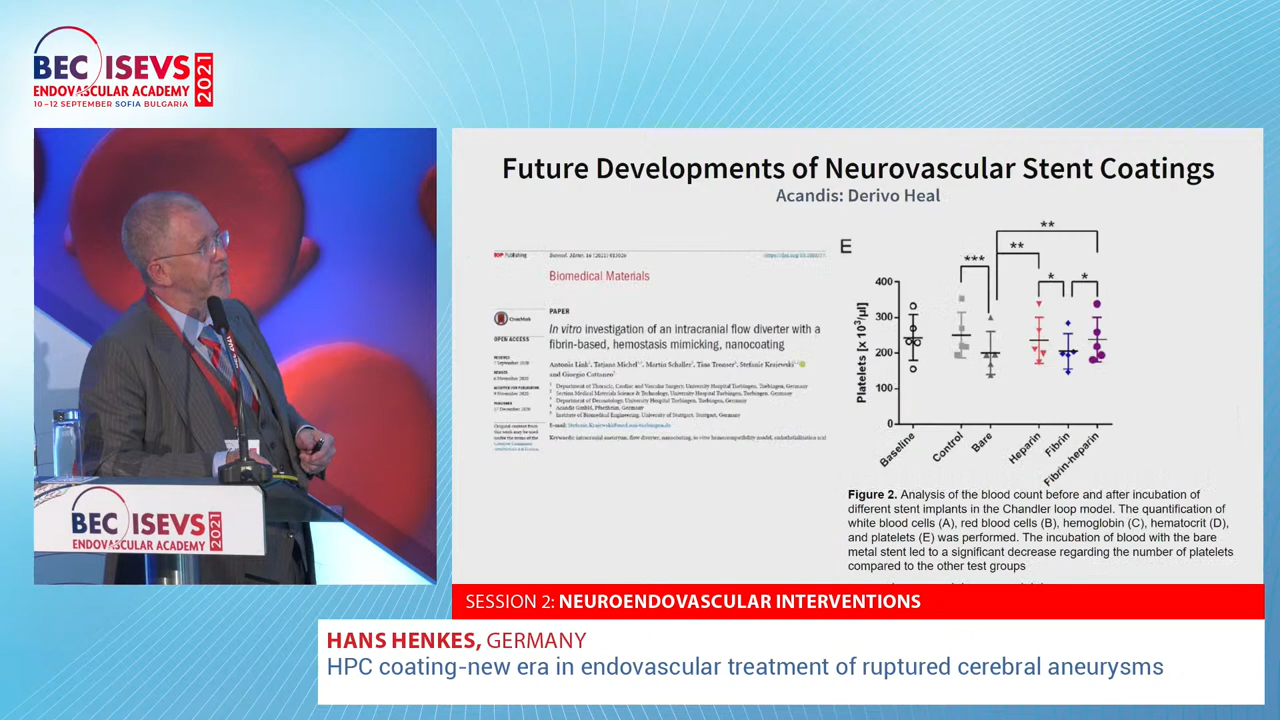 BEC ISEVS
ENDOVASCULAR ACADEMY
2021
10-12 SEPTEMBER SOFIA BULGARIA
BEC ISEVS
ENDOVASCULAR ACADEMY
2021
Future Developments of Neurovascular Stent Coatings
Acandis: Derivo Heal
IOP Publishing
Biomedical Materials
CrossMark
OPEN ACCESS
PAPER
In vitro investigation of an intracranial flow diverter with a
fibrin-based, hemostasis mimicking, nanocoating
and Giorgio Cattaneo
E
**
**
***
*
*
Platelets [x 10³/µl]
400
300
200
100
0
Baseline
Control
Bare
Heparin
Fibrin
Fibrin-heparin
Figure 2. Analysis of the blood count before and after incubation of
different stent implants in the Chandler loop model. The quantification of
white blood cells (A), red blood cells (B), hemoglobin (C), hematocrit (D),
and platelets (E) was performed. The incubation of blood with the bare
metal stent led to a significant decrease regarding the number of platelets
compared to the other test groups
SESSION 2: NEUROENDOVASCULAR INTERVENTIONS
HANS HENKES, GERMANY
HPC coating-new era in endovascular treatment of ruptured cerebral aneurysms